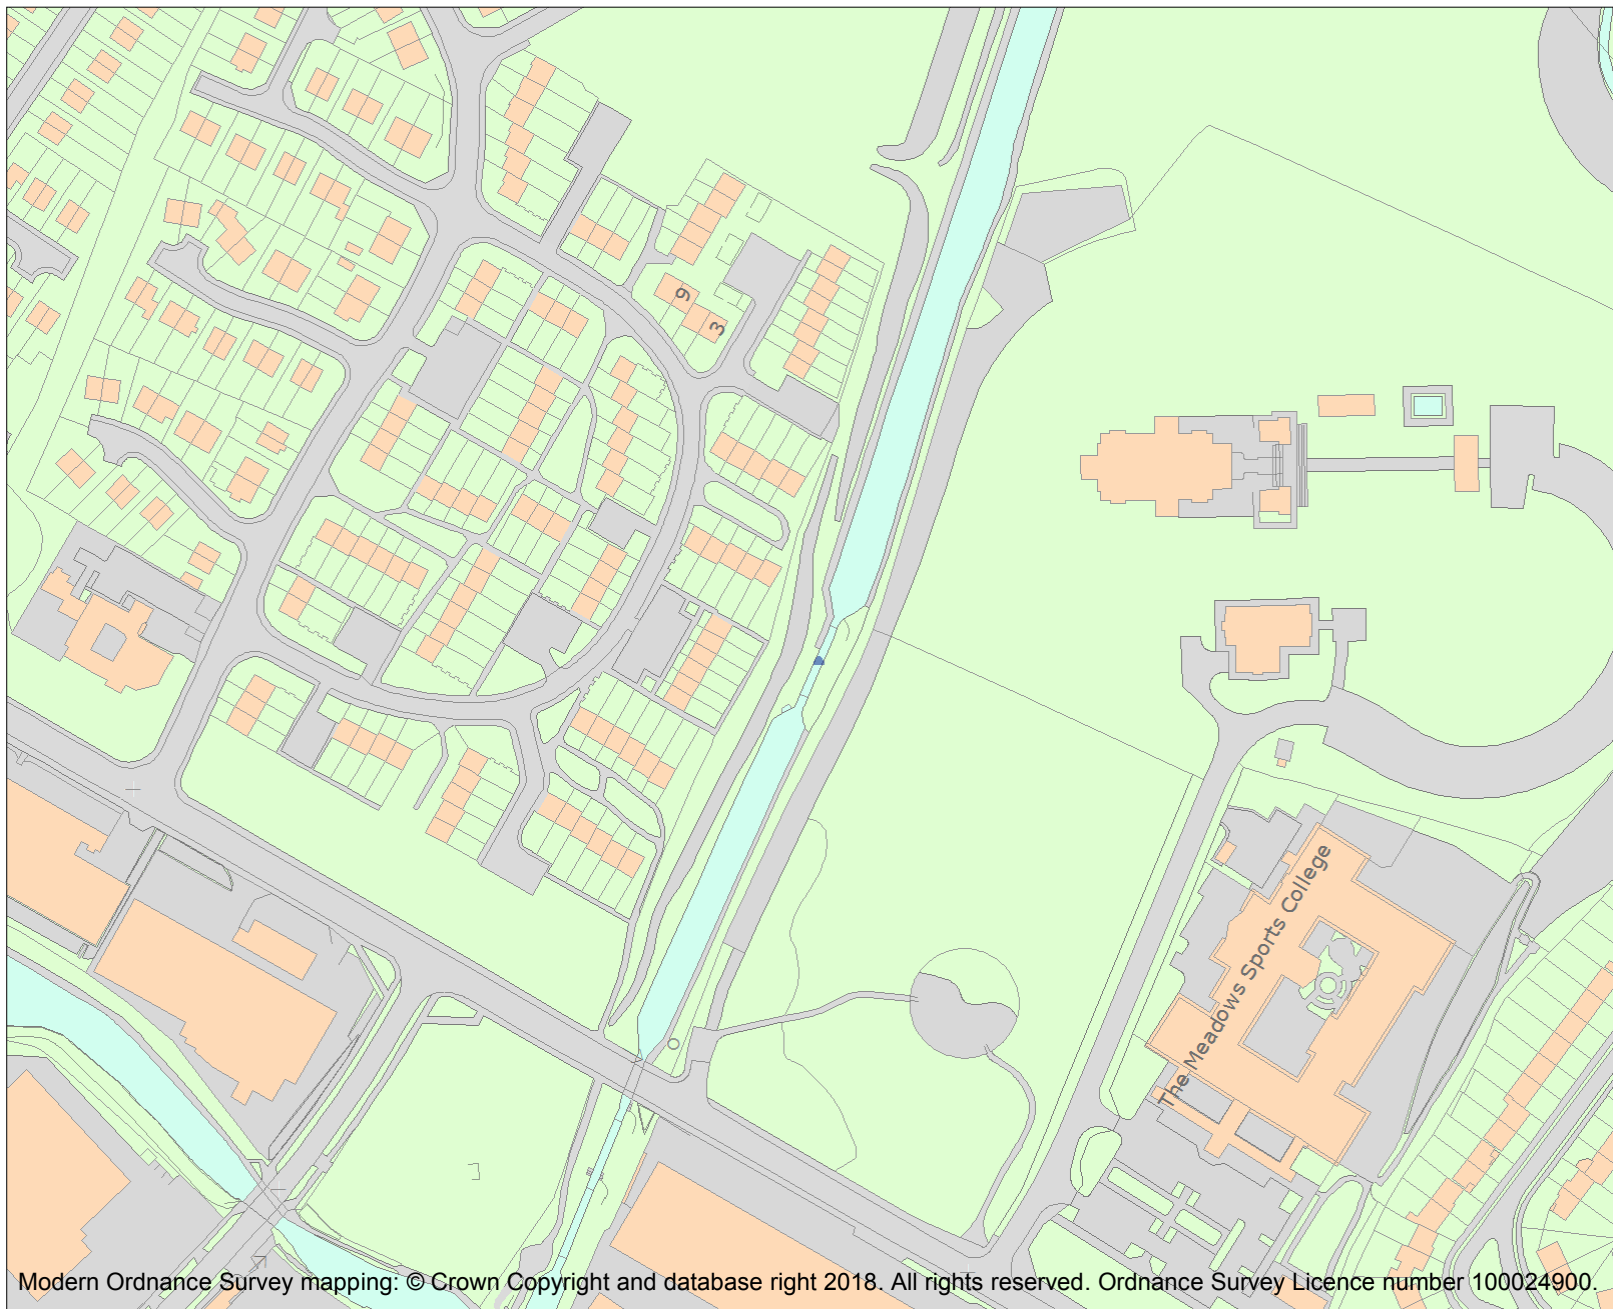 9
3
The Meadows Sports College
Modern Ordnance Survey mapping: © Crown Copyright and database right 2018. All rights reserved. Ordnance Survey Licence number 100024900.